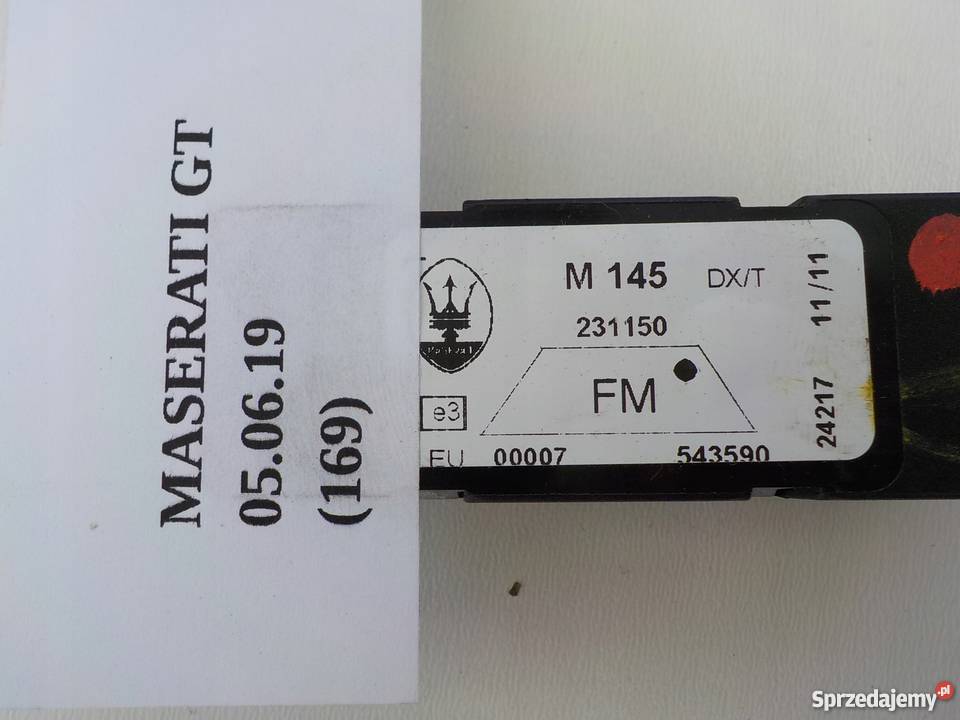 MASERATI GT
05.06.19
(169)
M 145 DX/T
231150
FM
e3
EU 00007 543590
24217 11/11
Sprzedajemy.pl